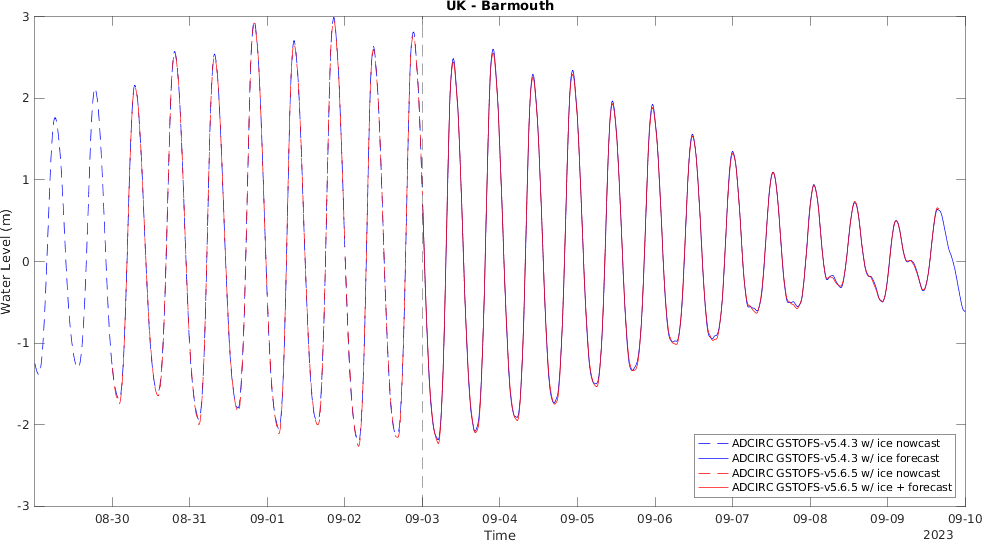 UK - Barmouth
3
2
1
0
-1
-2
-3
Water Level (m)
08-30 08-31 09-01 09-02 09-03 09-04 09-05 09-06 09-07 09-08 09-09 09-10
Time
2023
ADCIRC GSTOFS-v5.4.3 w/ ice nowcast
ADCIRC GSTOFS-v5.4.3 w/ ice forecast
ADCIRC GSTOFS-v5.6.5 w/ ice nowcast
ADCIRC GSTOFS-v5.6.5 w/ ice + forecast